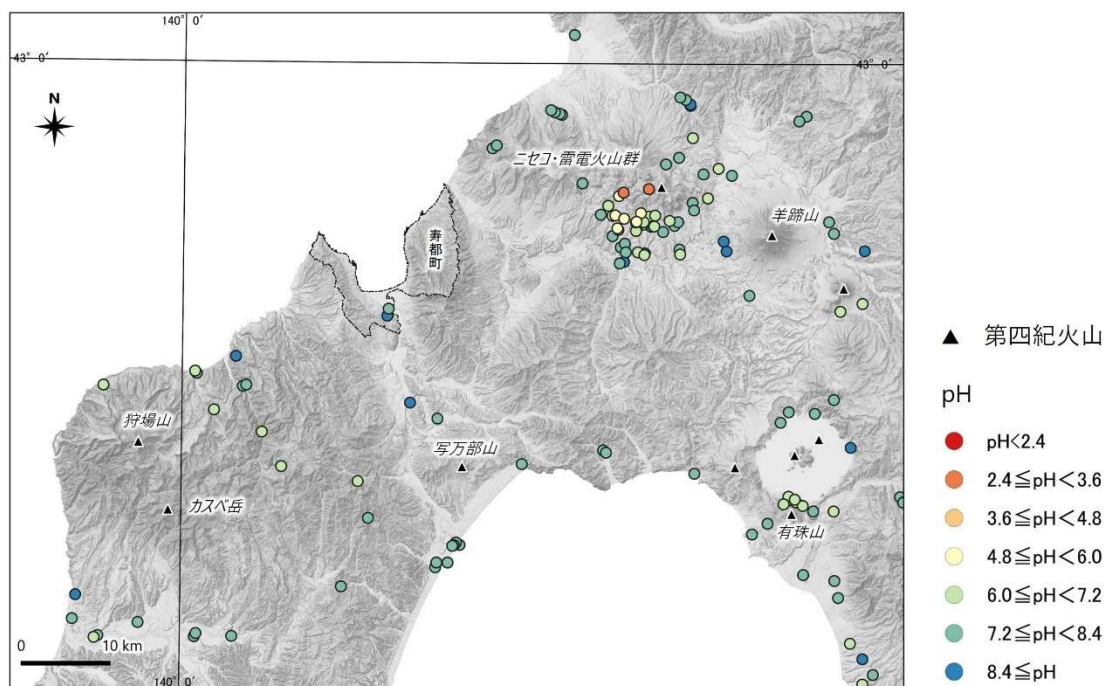 140° 0′
43° 0′
43° 0′
N
ニセコ・雷電火山群
羊蹄山
寿都町
狩場山
写万部山
カスベ岳
有珠山
0 10 km
140° 0′
▲ 第四紀火山
pH
pH<2.4
2.4≦pH<3.6
3.6≦pH<4.8
4.8≦pH<6.0
6.0≦pH<7.2
7.2≦pH<8.4
8.4≦pH